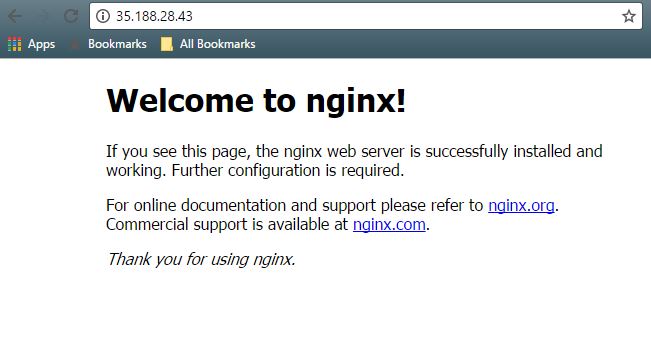 35.188.28.43
Apps Bookmarks All Bookmarks
Welcome to nginx!
If you see this page, the nginx web server is successfully installed and
working. Further configuration is required.
For online documentation and support please refer to nginx.org.
Commercial support is available at nginx.com.
Thank you for using nginx.